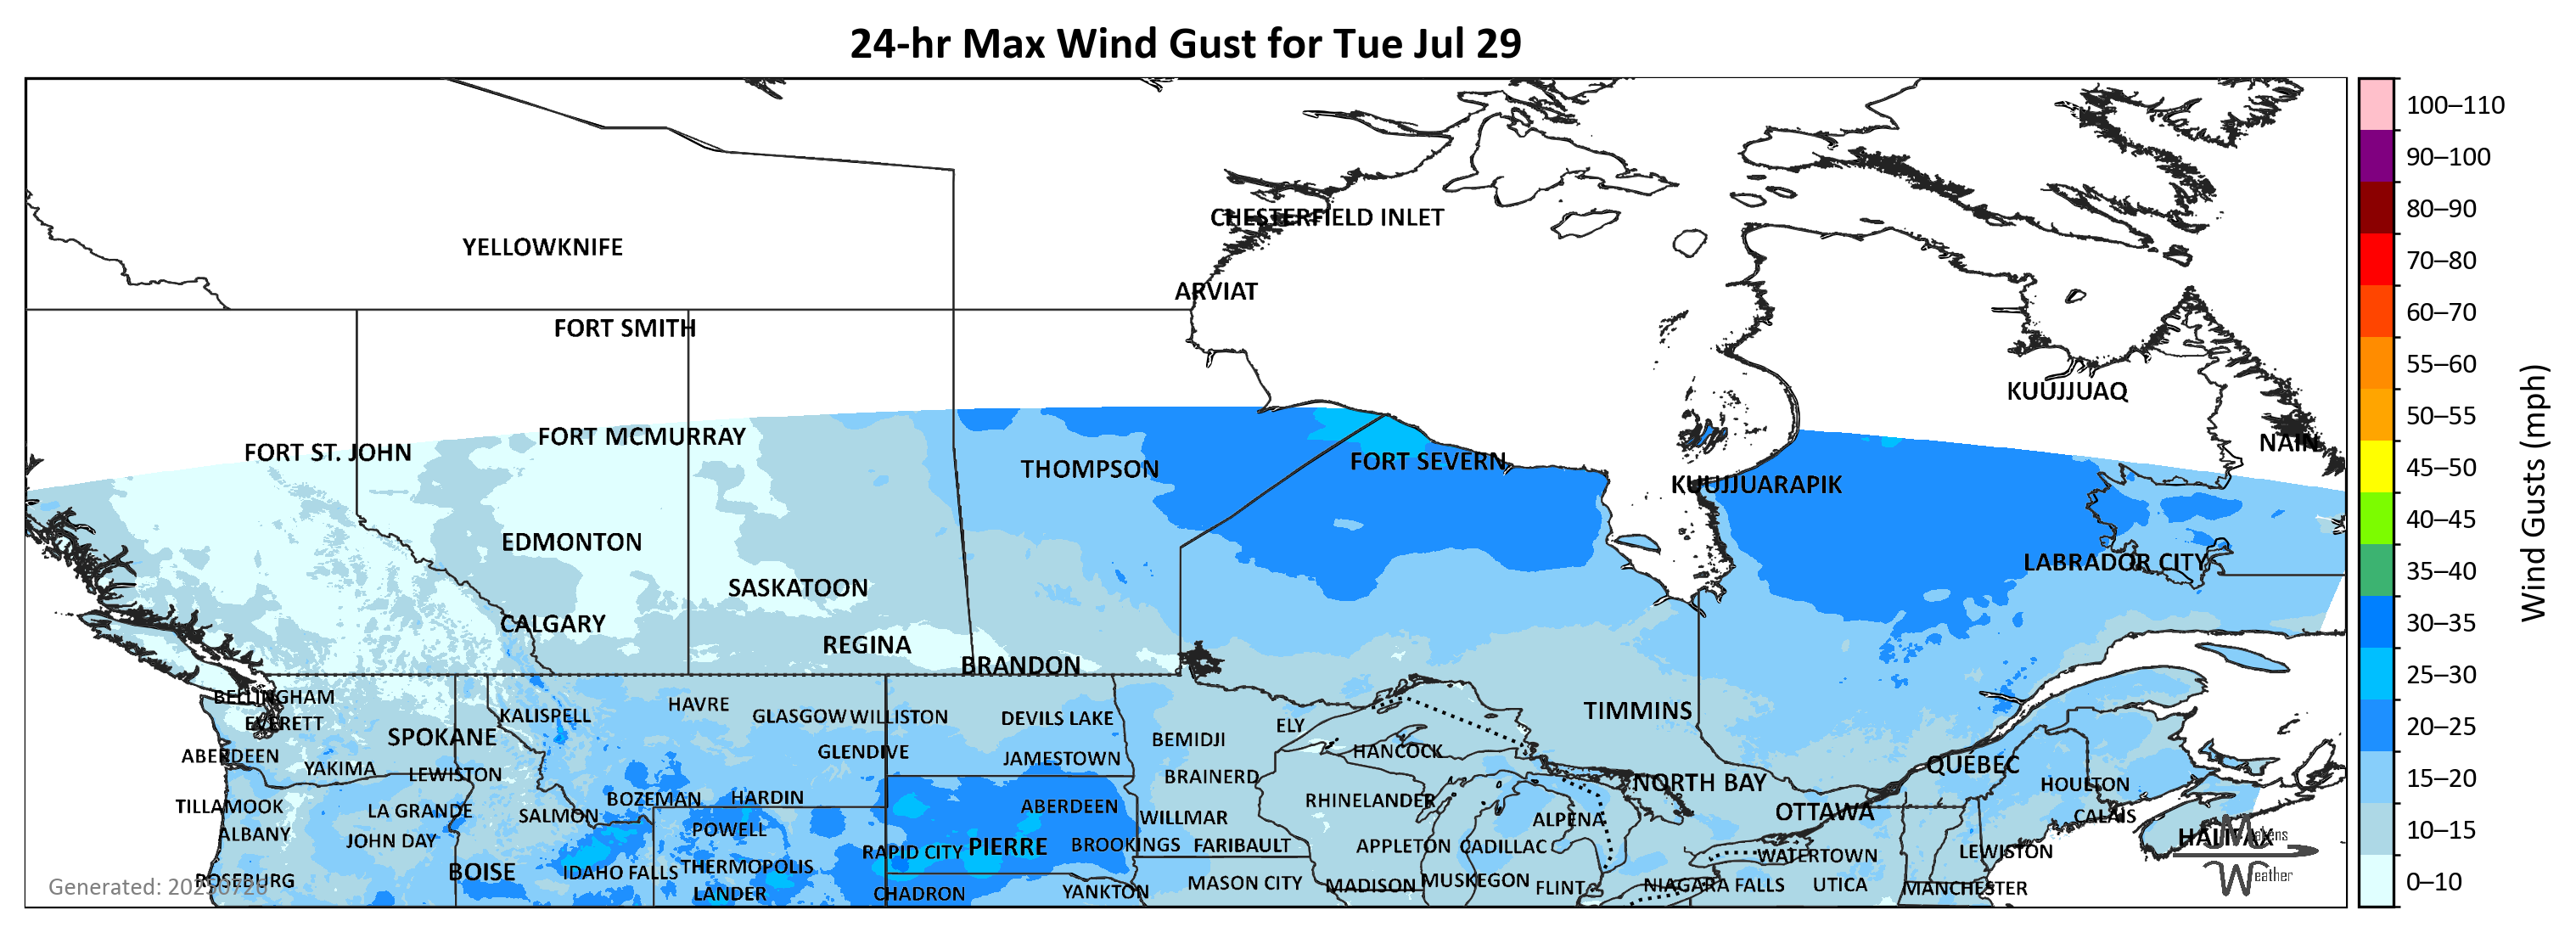 24-hr Max Wind Gust for Tue Jul 29
100–110
90–100
80–90
70–80
60–70
55–60
50–55
45–50
40–45
35–40
30–35
25–30
20–25
15–20
10–15
0–10
Wind Gusts (mph)
CHESTERFIELD INLET
YELLOWKNIFE
ARVIAT
FORT SMITH
KUUJJUAQ
FORT MCMURRAY
NAIN
FORT ST. JOHN
FORT SEVERN
THOMPSON
KUUJJUARAPIK
EDMONTON
LABRADOR CITY
SASKATOON
CALGARY
REGINA
BRANDON
BELLINGHAM
HAVRE
TIMMINS
KALISPELL
GLASGOW
WILLISTON
DEVILS LAKE
EVERETT
ELY
SPOKANE
BEMIDJI
HANCOCK
GLENDIVE
ABERDEEN
JAMESTOWN
QUÉBEC
YAKIMA
LEWISTON
BRAINERD
NORTH BAY
HOULTON
BOZEMAN
HARDIN
RHINELANDER
TILLAMOOK
ABERDEEN
LA GRANDE
OTTAWA
SALMON
WILLMAR
CALAIS
ALPENA
POWELL
ALBANY
HALIFAX
JOHN DAY
BROOKINGS
FARIBAULT
APPLETON
CADILLAC
PIERRE
RAPID CITY
LEWISTON
WATERTOWN
THERMOPOLIS
BOISE
IDAHO FALLS
ROSEBURG
MUSKEGON
MASON CITY
MADISON
NIAGARA FALLS
UTICA
FLINT
MANCHESTER
YANKTON
CHADRON
LANDER
Makens
Weather
Generated: 20250726